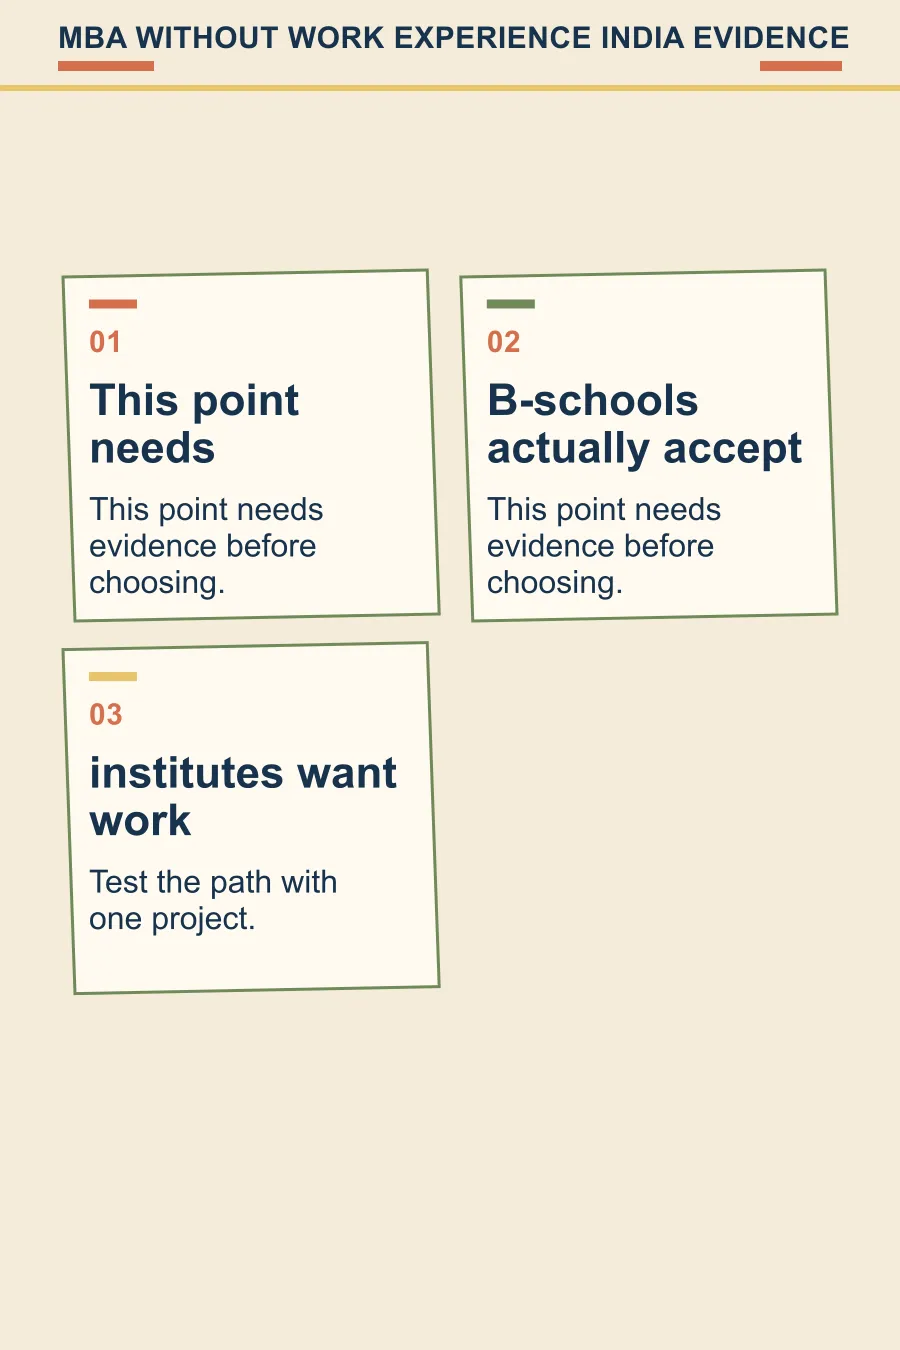 MBA WITHOUT WORK EXPERIENCE INDIA EVIDENCE
01
This point
needs
This point needs
evidence before
choosing.
02
B-schools
actually accept
This point needs
evidence before
choosing.
03
institutes want
work
Test the path with
one project.